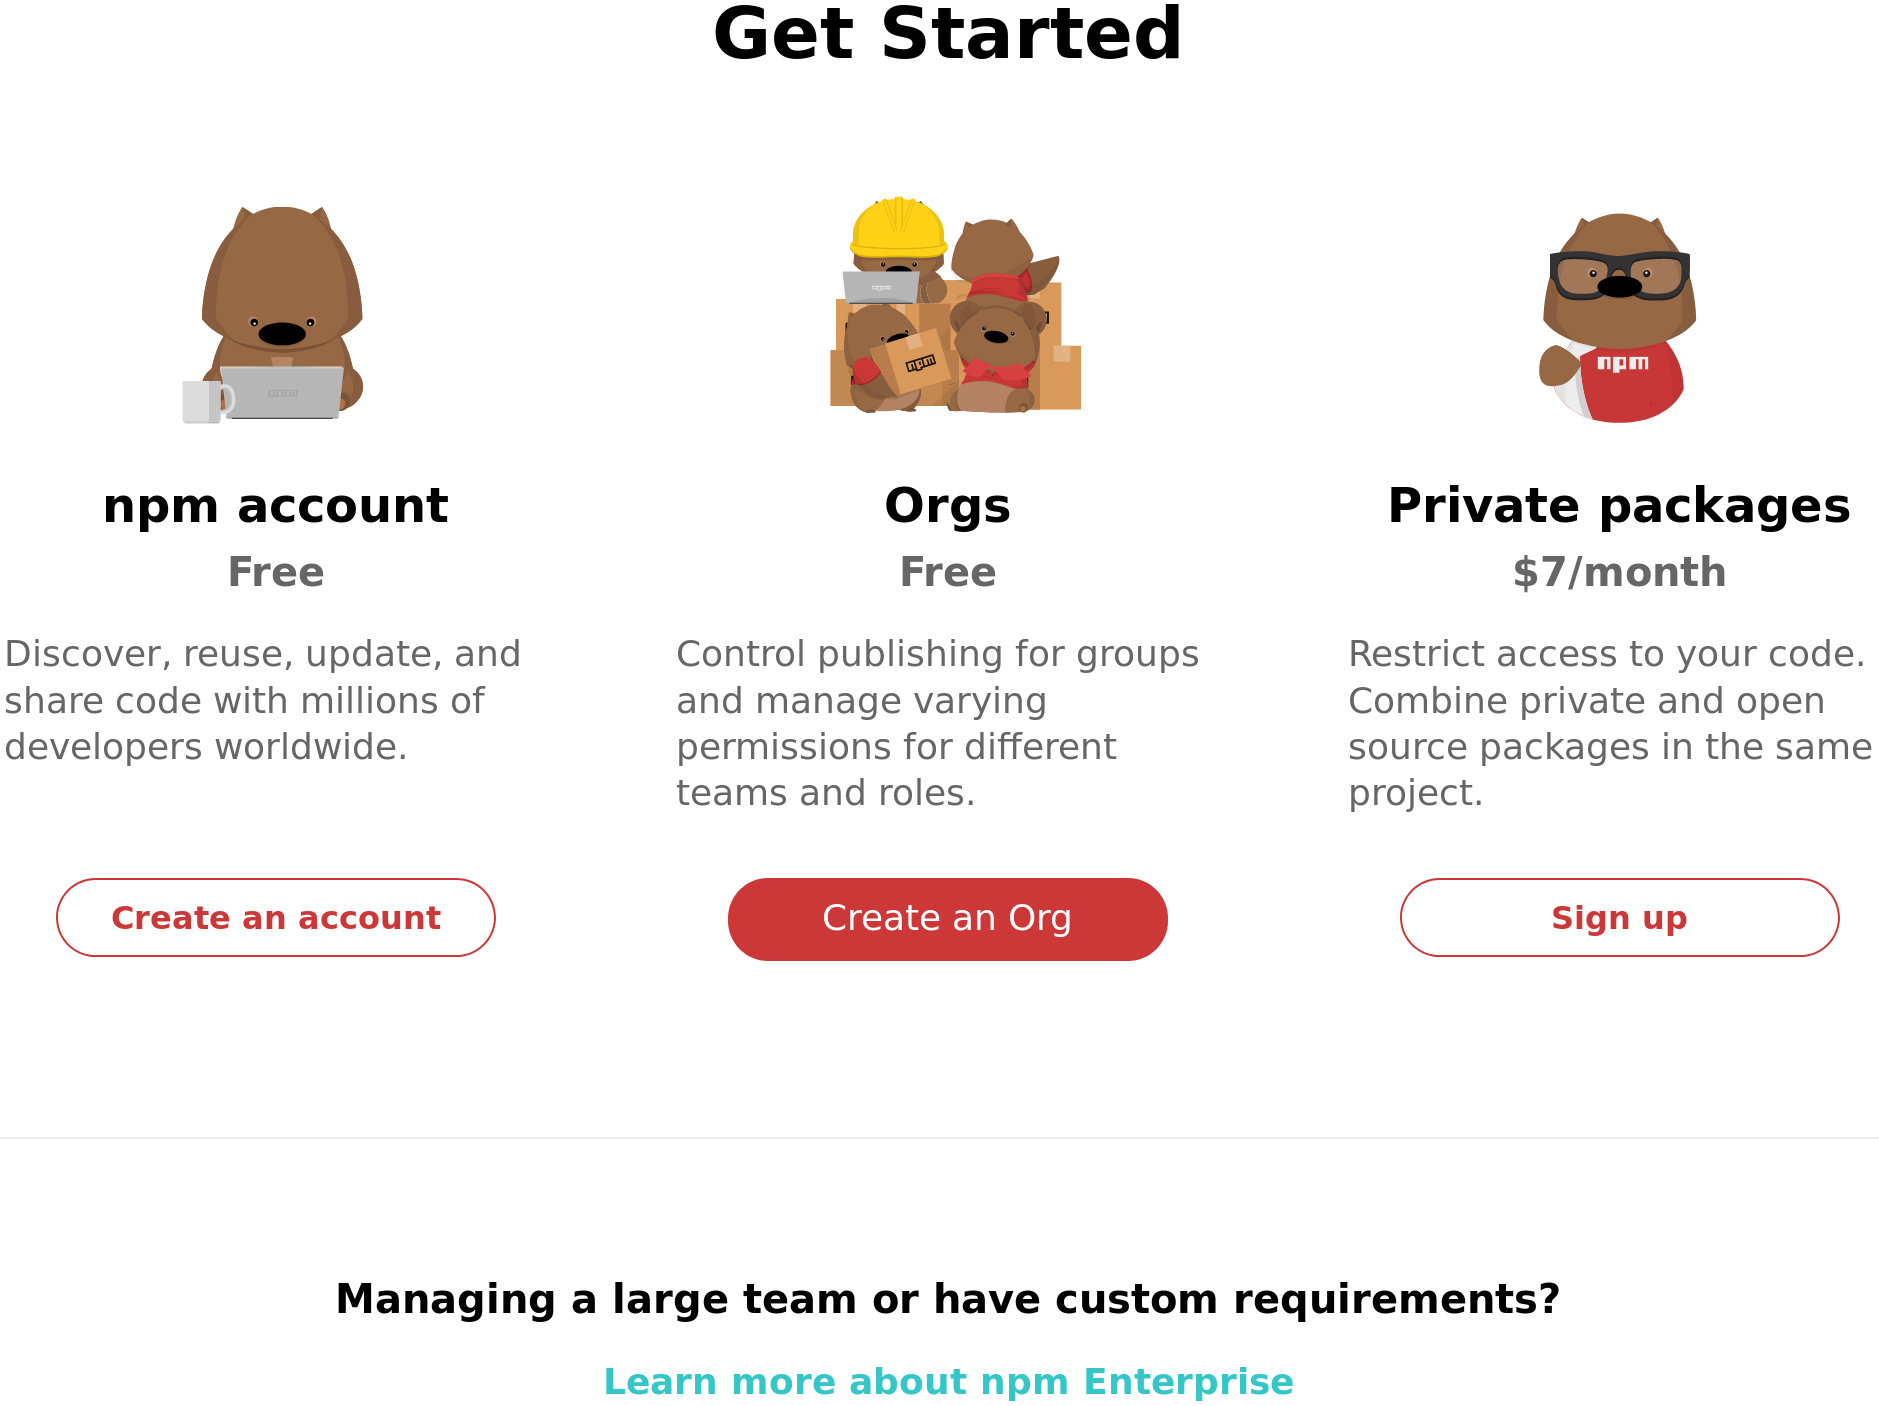 Get Started
npm
npm
npm
npm
npm account
Free
Discover, reuse, update, and
share code with millions of
developers worldwide.
Create an account
Orgs
Free
Control publishing for groups
and manage varying
permissions for different
teams and roles.
Create an Org
Private packages
$7/month
Restrict access to your code.
Combine private and open
source packages in the same
project.
Sign up
Managing a large team or have custom requirements?
Learn more about npm Enterprise